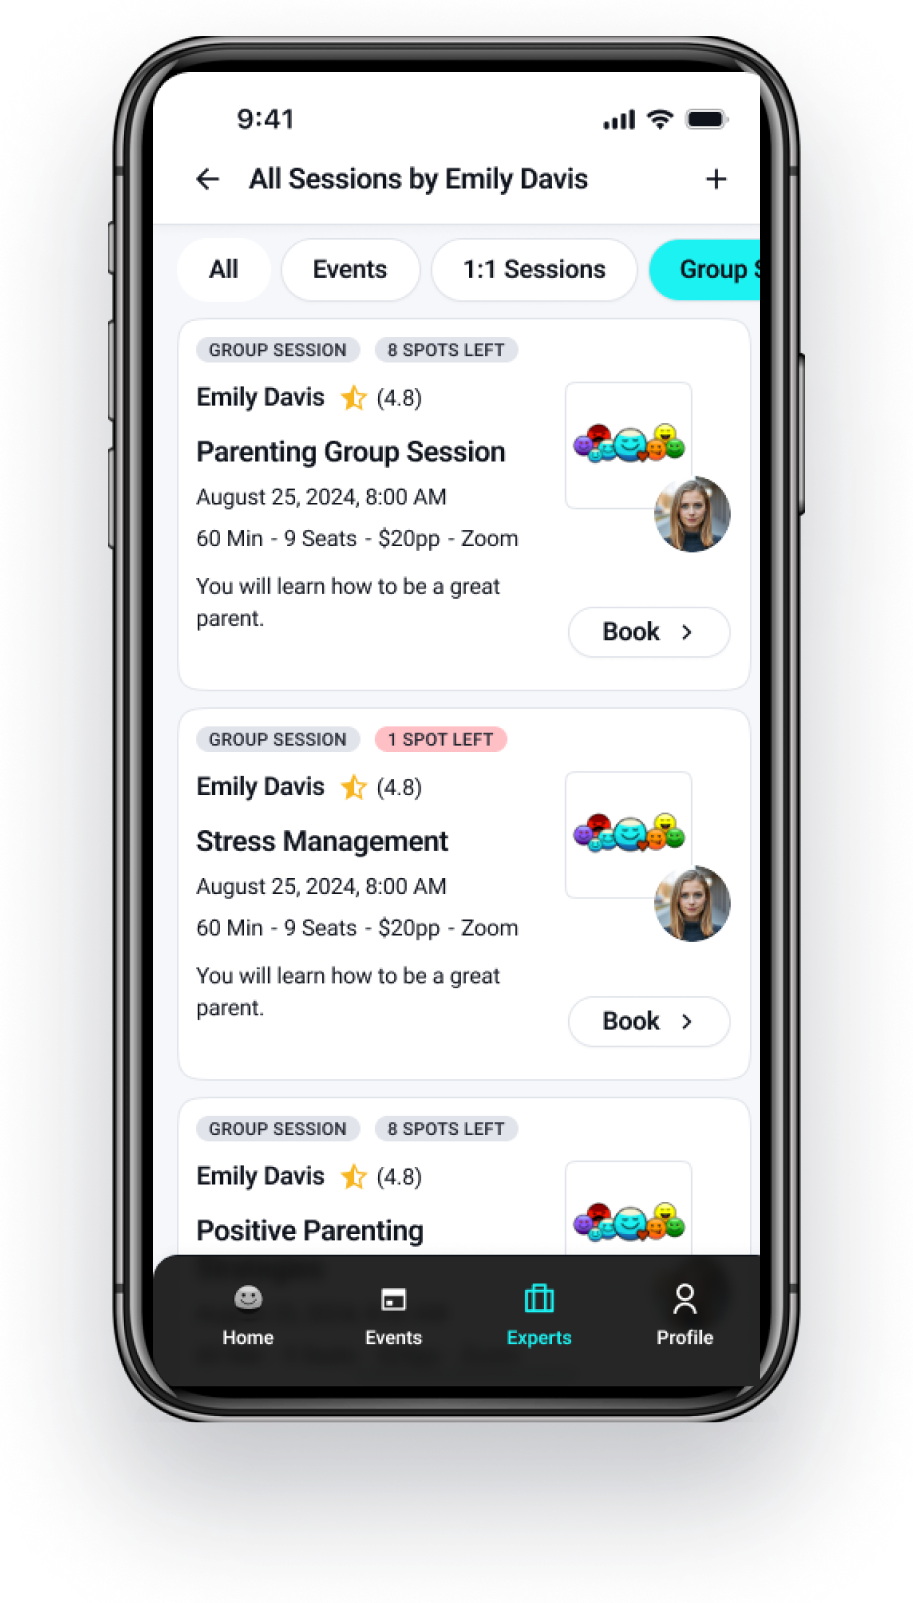 9:41
All Sessions by Emily Davis
All
Events
1:1 Sessions
Group S
GROUP SESSION
8 SPOTS LEFT
Emily Davis (4.8)
Parenting Group Session
August 25, 2024, 8:00 AM
60 Min - 9 Seats - $20pp - Zoom
You will learn how to be a great
parent.
Book
GROUP SESSION
1 SPOT LEFT
Emily Davis (4.8)
Stress Management
August 25, 2024, 8:00 AM
60 Min - 9 Seats - $20pp - Zoom
You will learn how to be a great
parent.
Book
GROUP SESSION
8 SPOTS LEFT
Emily Davis (4.8)
Positive Parenting
Home
Events
Experts
Profile